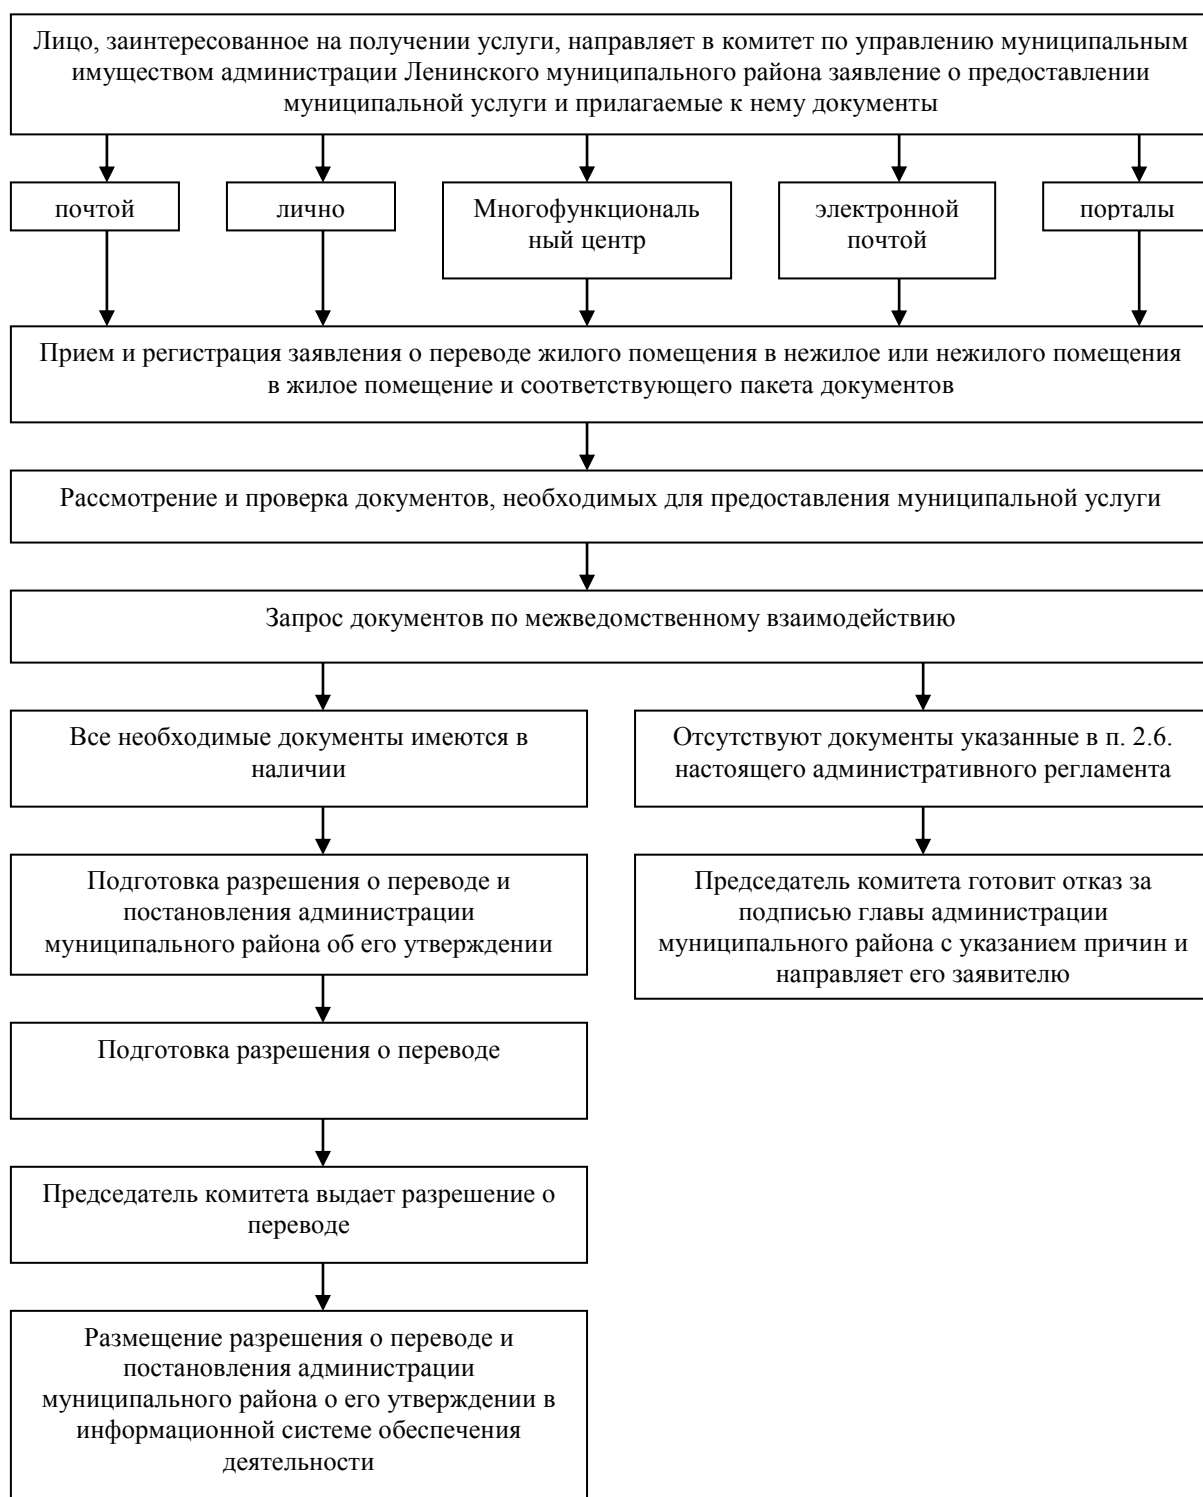 Лицо, заинтересованное на получении услуги, направляет в комитет по управлению муниципальным
имуществом администрации Ленинского муниципального района заявление о предоставлении
муниципальной услуги и прилагаемые к нему документы
почтой
лично
Многофункциональ
ный центр
электронной
почтой
порталы
Прием и регистрация заявления о переводе жилого помещения в нежилое или нежилого помещения
в жилое помещение и соответствующего пакета документов
Рассмотрение и проверка документов, необходимых для предоставления муниципальной услуги
Запрос документов по межведомственному взаимодействию
Все необходимые документы имеются в
наличии
Отсутствуют документы указанные в п. 2.6.
настоящего административного регламента
Подготовка разрешения о переводе и
постановления администрации
муниципального района об его утверждении
Председатель комитета готовит отказ за
подписью главы администрации
муниципального района с указанием причин и
направляет его заявителю
Подготовка разрешения о переводе
Председатель комитета выдает разрешение о
переводе
Размещение разрешения о переводе и
постановления администрации
муниципального района о его утверждении в
информационной системе обеспечения
деятельности